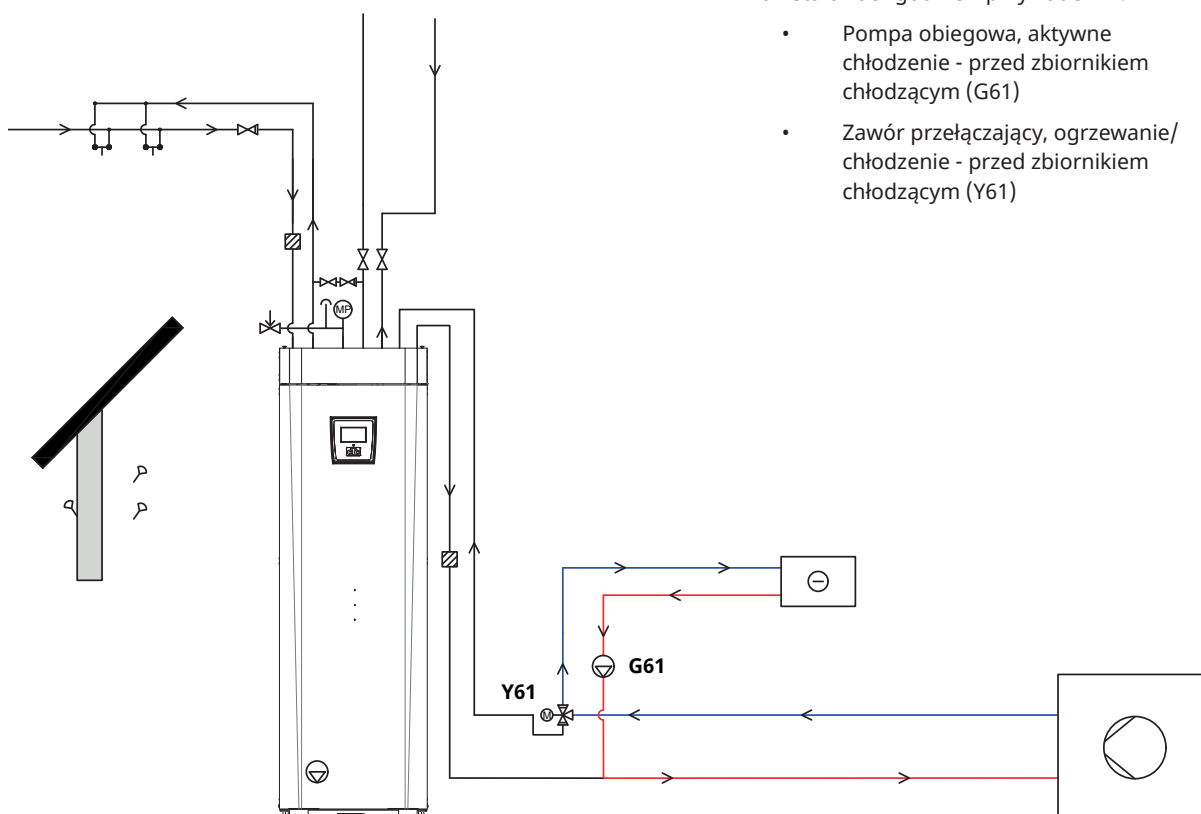 • Pompa obiegowa, aktywne
chłodzenie - przed zbiornikiem
chłodzącym (G61)
• Zawór przełączający, ogrzewanie/
chłodzenie - przed zbiornikiem
chłodzącym (Y61)
MP
G61
Y61
M